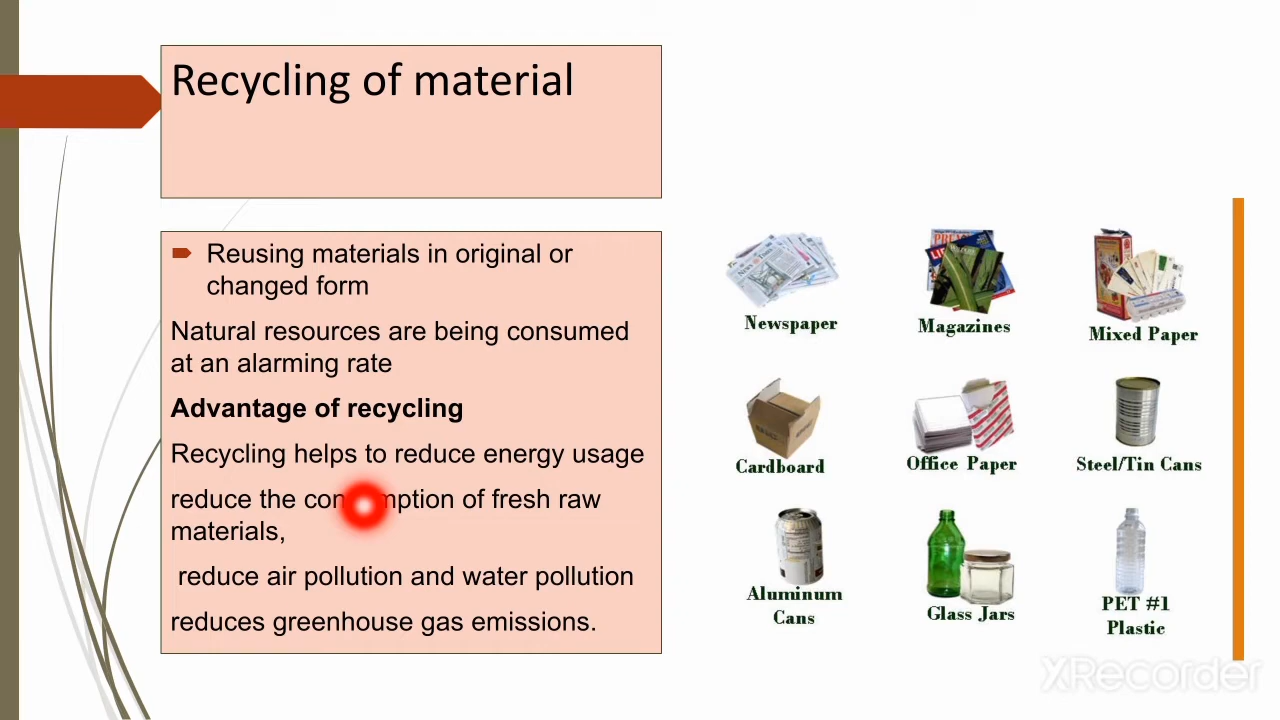 Recycling of material
Reusing materials in original or
changed form
Natural resources are being consumed
at an alarming rate
Advantage of recycling
Recycling helps to reduce energy usage
reduce the of fresh raw
materials,
reduce air pollution and water pollution
reduces greenhouse gas emissions.
Newspaper
Magazines
Mixed Paper
Cardboard
Office Paper
Steel/Tin Cans
Aluminum
Cans
Glass Jars
PET #1
Plastic
XRecorder